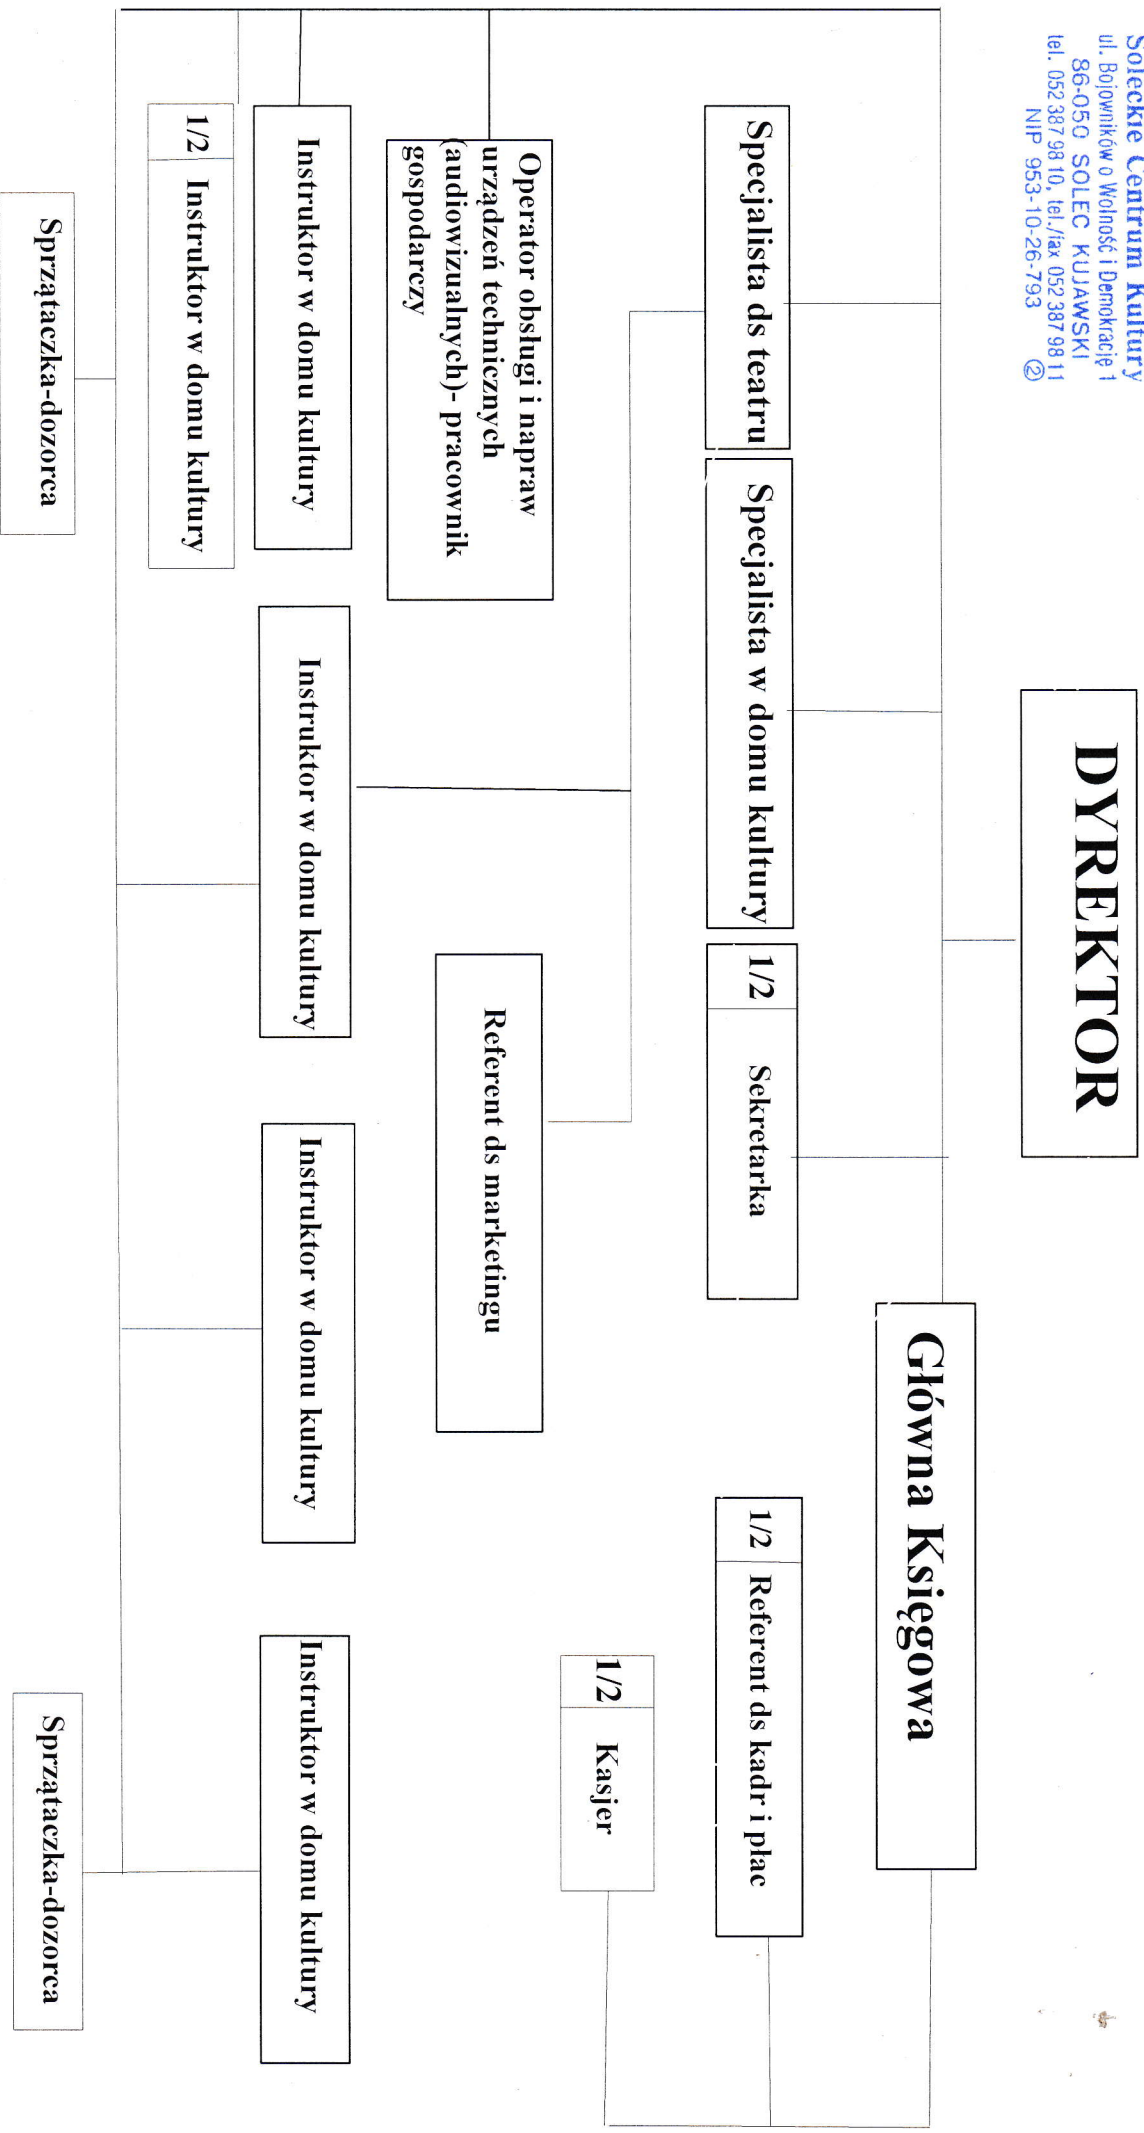 Soleckie Centrum Kultury
ul. Bojowników o Wolność i Demokrację 1
86-050 SOLEC KUJAWSKI
tel. 052 387 98 10, tel./fax 052 387 98 11
NIP 953-10-26-793 ②
DYREKTOR
Główna Księgowa
Specjalista ds teatru
Specjalista w domu kultury
1/2 Sekretarka
1/2 Referent ds kadr i płac
1/2 Kasjer
Operator obsługi i napraw
urządzeń technicznych
(audiowizualnych)- pracownik
gospodarczy
Referent ds marketingu
Instruktor w domu kultury
Instruktor w domu kultury
Instruktor w domu kultury
Instruktor w domu kultury
1/2 Instruktor w domu kultury
Sprzątaczka-dozorca
Sprzątaczka-dozorca